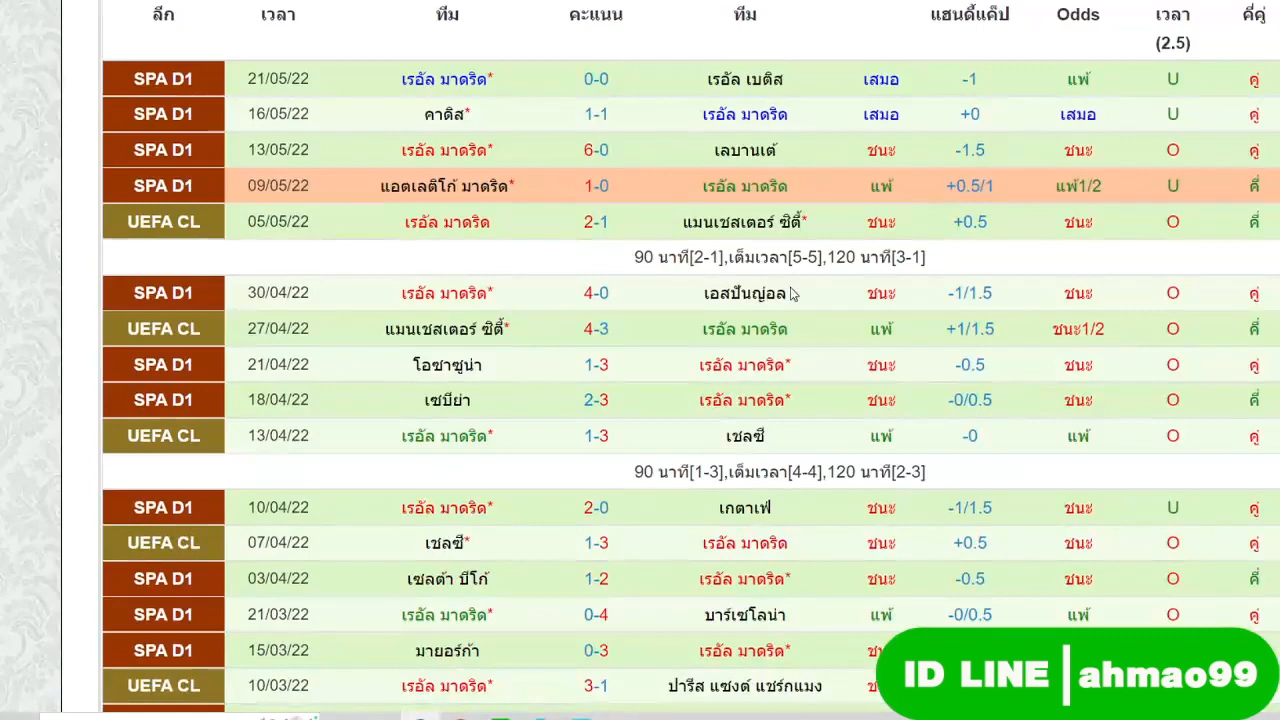 ลีก เวลา ทีม คะแนน ทีม แฮนดี้แค็ป Odds เวลา คี่คู่
(2.5)
SPA D1 21/05/22 เรอัล มาดริด* 0-0 เรอัล เบติส เสมอ -1 แพ้ U คู่
SPA D1 16/05/22 คาดิส* 1-1 เรอัล มาดริด เสมอ +0 เสมอ U คู่
SPA D1 13/05/22 เรอัล มาดริด* 6-0 เลบานเต้ ชนะ -1.5 ชนะ O คู่
SPA D1 09/05/22 แอตเลติโก้ มาดริด* 1-0 เรอัล มาดริด แพ้ +0.5/1 แพ้1/2 U คี่
UEFA CL 05/05/22 เรอัล มาดริด 2-1 แมนเชสเตอร์ ซิตี้* ชนะ +0.5 ชนะ O คี่
90 นาที[2-1],เต็มเวลา[5-5],120 นาที[3-1]
SPA D1 30/04/22 เรอัล มาดริด* 4-0 เอสปันญ่อล ชนะ -1/1.5 ชนะ O คู่
UEFA CL 27/04/22 แมนเชสเตอร์ ซิตี้* 4-3 เรอัล มาดริด แพ้ +1/1.5 ชนะ1/2 O คี่
SPA D1 21/04/22 โอซาซูน่า 1-3 เรอัล มาดริด* ชนะ -0.5 ชนะ O คู่
SPA D1 18/04/22 เซบีย่า 2-3 เรอัล มาดริด* ชนะ -0/0.5 ชนะ O คี่
UEFA CL 13/04/22 เรอัล มาดริด* 1-3 เชลซี แพ้ -0 แพ้ O คู่
90 นาที[1-3],เต็มเวลา[4-4],120 นาที[2-3]
SPA D1 10/04/22 เรอัล มาดริด* 2-0 เกตาเฟ่ ชนะ -1/1.5 ชนะ U คู่
UEFA CL 07/04/22 เชลซี* 1-3 เรอัล มาดริด ชนะ +0.5 ชนะ O คู่
SPA D1 03/04/22 เซลต้า บีโก้ 1-2 เรอัล มาดริด* ชนะ -0.5 ชนะ O คี่
SPA D1 21/03/22 เรอัล มาดริด* 0-4 บาร์เซโลน่า แพ้ -0/0.5 แพ้ O คู่
SPA D1 15/03/22 มายอร์ก้า 0-3 เรอัล มาดริด*
UEFA CL 10/03/22 เรอัล มาดริด* 3-1 ปารีส แซงต์ แชร์กแมง
ID LINE | ahmao99